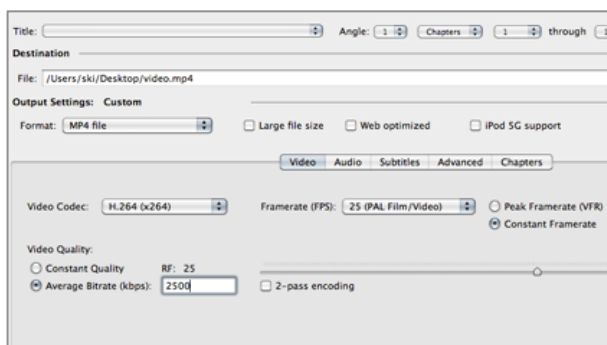 Title: Angle: 1 Chapters 1 through 1
Destination
File: /Users/ski/Desktop/video.mp4
Output Settings: Custom
Format: MP4 file Large file size Web optimized iPod 5G support
Video Audio Subtitles Advanced Chapters
Video Codec: H.264 (x264) Framerate (FPS): 25 (PAL Film/Video) Peak Framerate (VFR)
Constant Framerate
Video Quality:
Constant Quality RF: 25
Average Bitrate (kbps): 2500 2-pass encoding